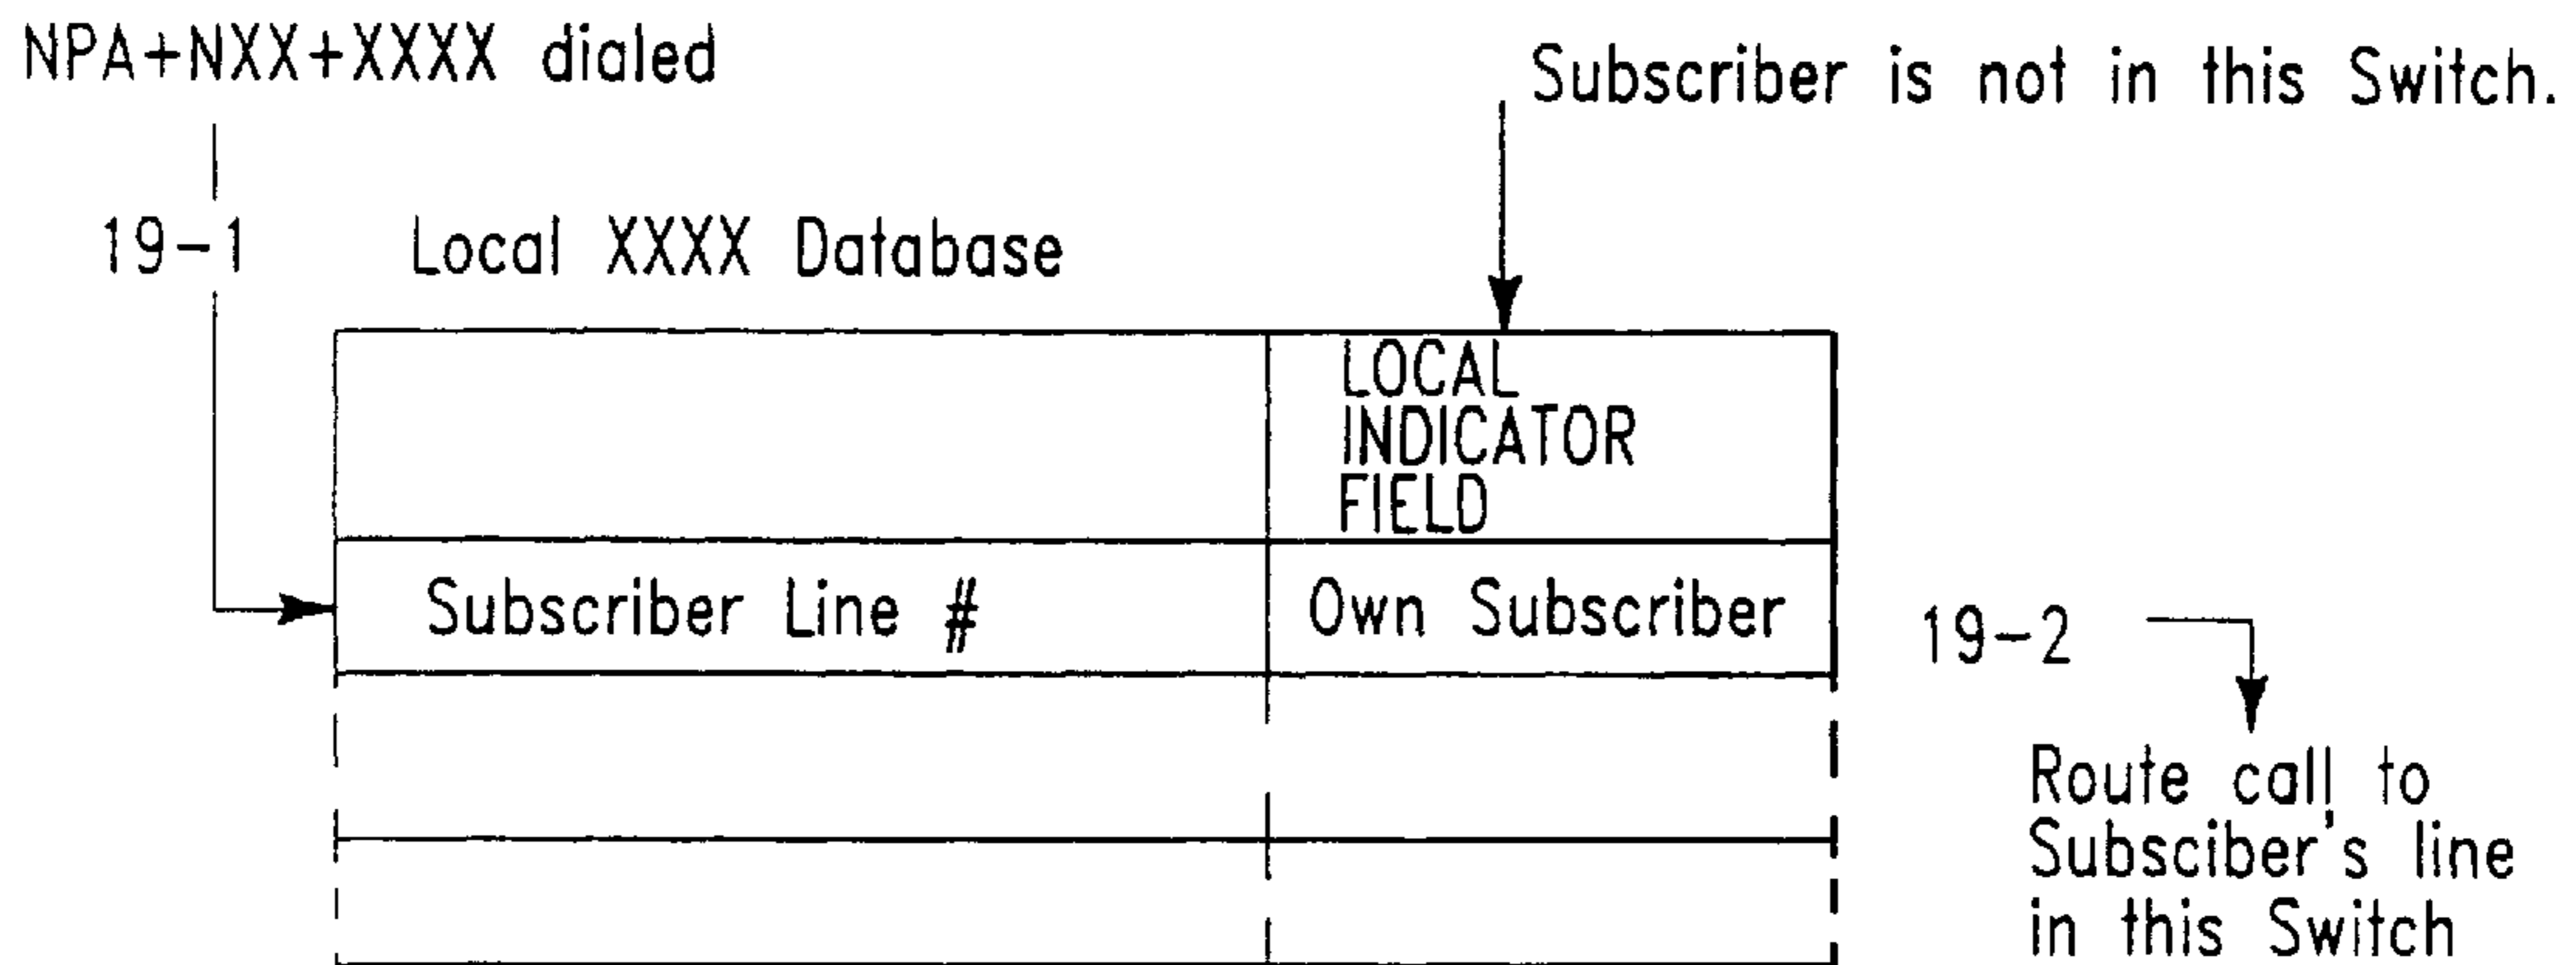 NPA+NXX+XXXX dialed
Subscriber is not in this Switch.
19-1
Local XXXX Database
LOCAL
INDICATOR
FIELD
Subscriber Line #
Own Subscriber
19-2
Route call to
Subsciber's line
in this Switch